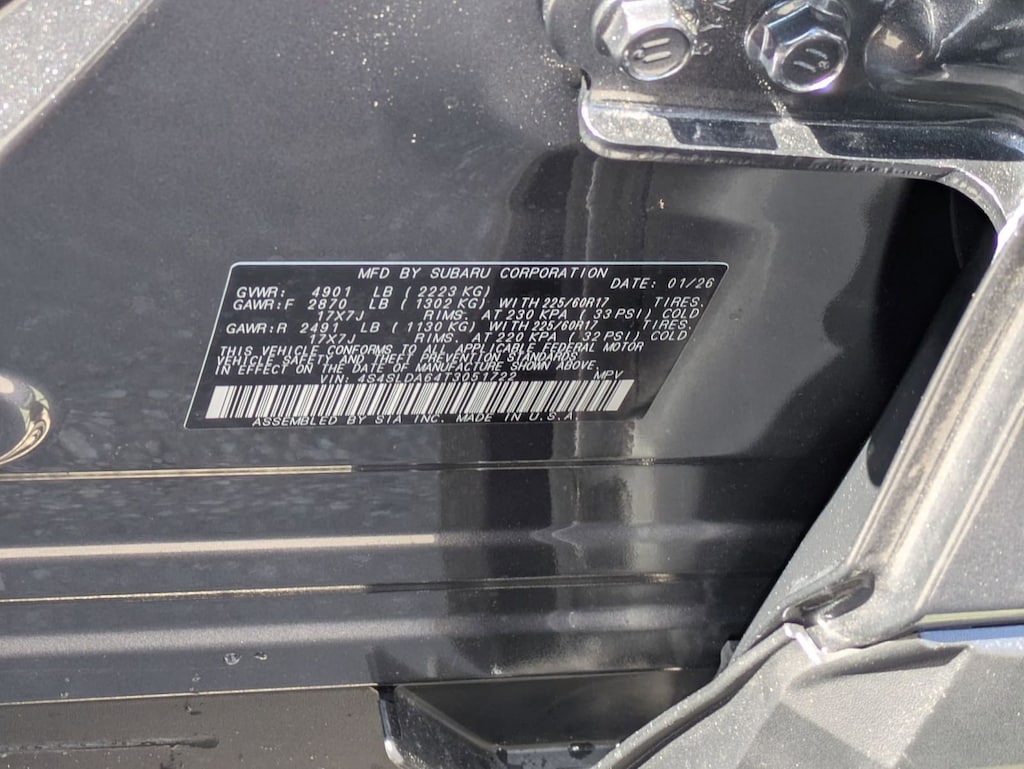 MFD BY SUBARU CORPORATION
DATE: 01/26
GVWR: 4901 LB (2223 KG)
GAWR:F 2870 LB (1302 KG) WITH 225/60R17 TIRES.
17X7J RIMS. AT 230 KPA (33 PSI) COLD
GAWR:R 2491 LB (1130 KG) WITH 225/60R17 TIRES.
17X7J RIMS. AT 220 KPA (32 PSI) COLD
THIS VEHICLE CONFORMS TO ALL APPLICABLE FEDERAL MOTOR
VEHICLE SAFETY AND THEFT PREVENTION STANDARDS
IN EFFECT ON THE DATE OF MANUFACTURE SHOWN ABOVE.
VIN: 4S4SLDA64T3051722 MPV
ASSEMBLED BY SIA INC. MADE IN U.S.A.